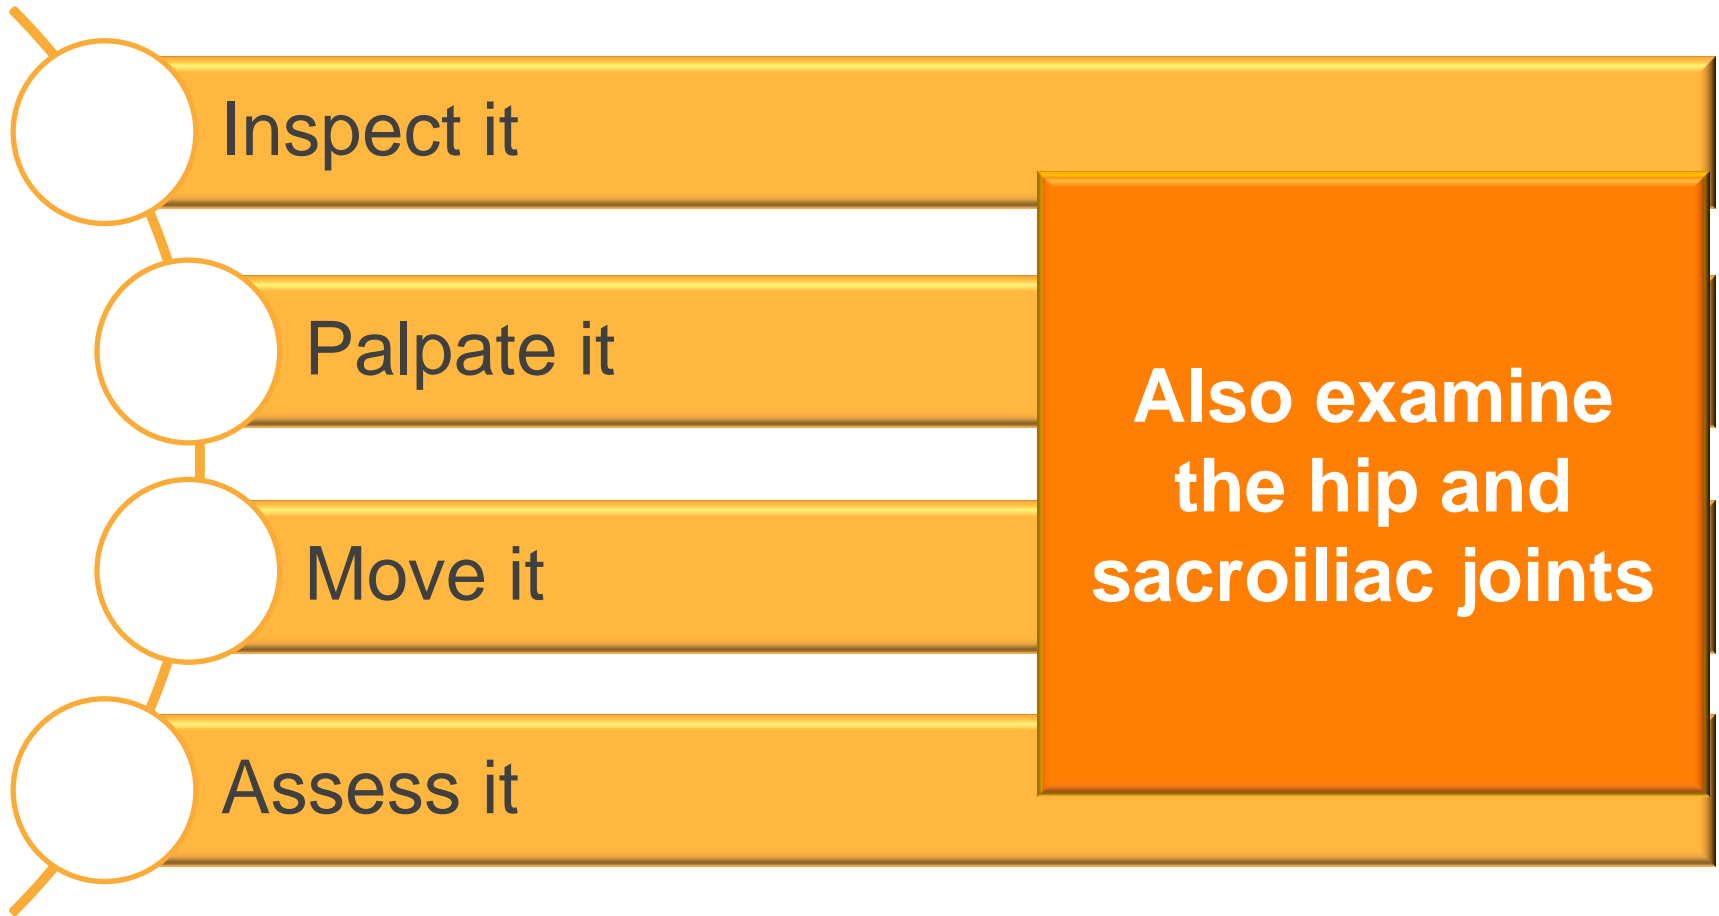 Inspect it
Palpate it
Move it
Assess it
Also examine
the hip and
sacroiliac joints